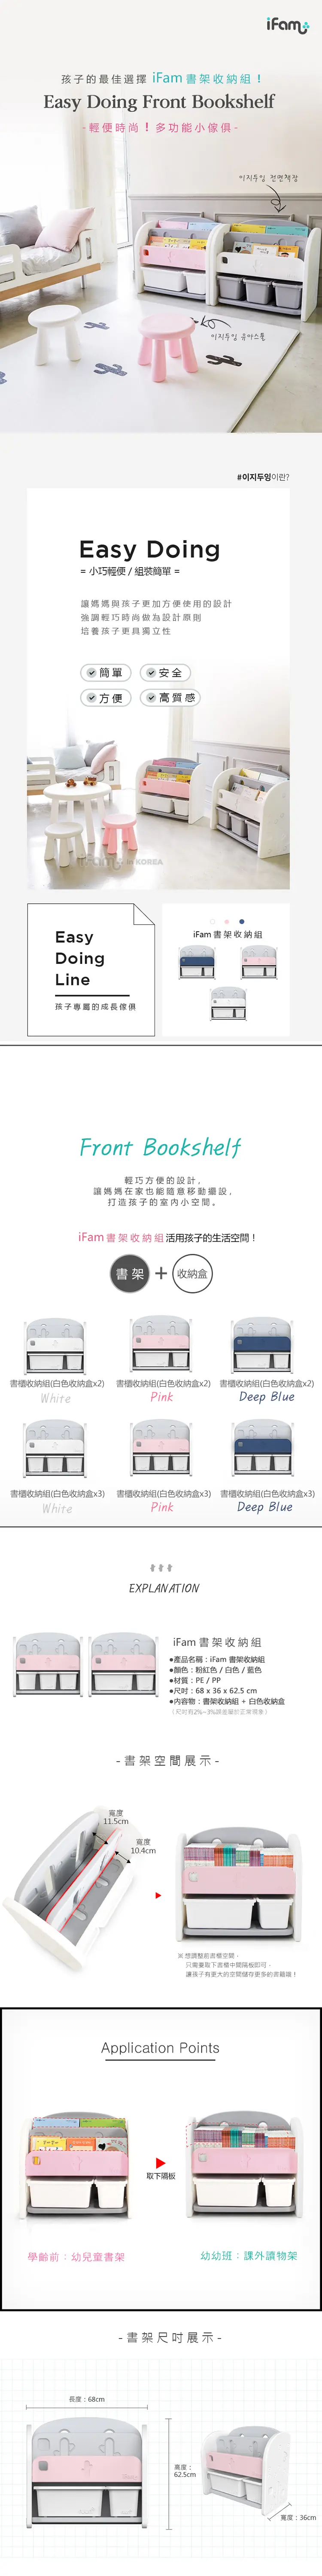 iFam
孩子的最佳選擇 iFam 書架收納組！
Easy Doing Front Bookshelf
-輕便時尚！多功能小傢俱-
이지두잉 전면책장
이지두잉 유아스툴
#이지두잉이란?
Easy Doing
= 小巧輕便 / 組裝簡單 =
讓媽媽與孩子更加方便使用的設計
強調輕巧時尚做為設計原則
培養孩子更具獨立性
簡單
安全
方便
高質感
in KOREA
Easy
Doing
Line
孩子專屬的成長傢俱
iFam 書架收納組
Front Bookshelf
輕巧方便的設計，
讓媽媽在家也能隨意移動擺設，
打造孩子的室內小空間。
iFam 書架收納組 活用孩子的生活空間！
書架 + 收納盒
書櫃收納組(白色收納盒x2)
White
書櫃收納組(白色收納盒x2)
Pink
書櫃收納組(白色收納盒x2)
Deep Blue
書櫃收納組(白色收納盒x3)
White
書櫃收納組(白色收納盒x3)
Pink
書櫃收納組(白色收納盒x3)
Deep Blue
EXPLANATION
iFam 書架收納組
●產品名稱：iFam 書架收納組
●顏色：粉紅色 / 白色 / 藍色
●材質：PE / PP
●尺吋：68 x 36 x 62.5 cm
●內容物：書架收納組 + 白色收納盒
（尺吋有2%~3%誤差屬於正常現象）
-書架空間展示-
寬度
11.5cm
寬度
10.4cm
※ 想調整前書櫃空間，
只需要取下書櫃中間隔板即可，
讓孩子有更大的空間儲存更多的書籍哦！
Application Points
取下隔板
學齡前：幼兒童書架
幼幼班：課外讀物架
-書架尺吋展示-
長度：68cm
高度：
62.5cm
寬度：36cm